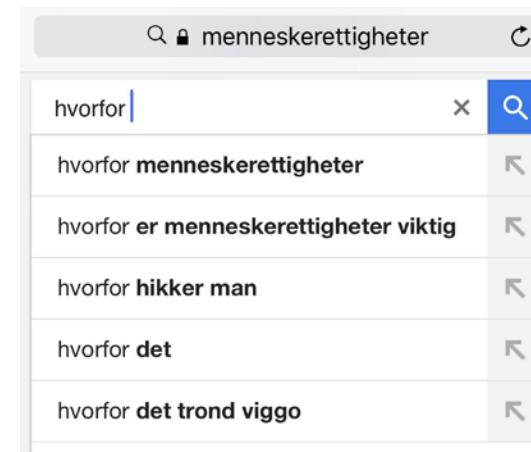 menneskerettigheter
hvorfor
hvorfor menneskerettigheter
hvorfor er menneskerettigheter viktig
hvorfor hikker man
hvorfor det
hvorfor det trond viggo